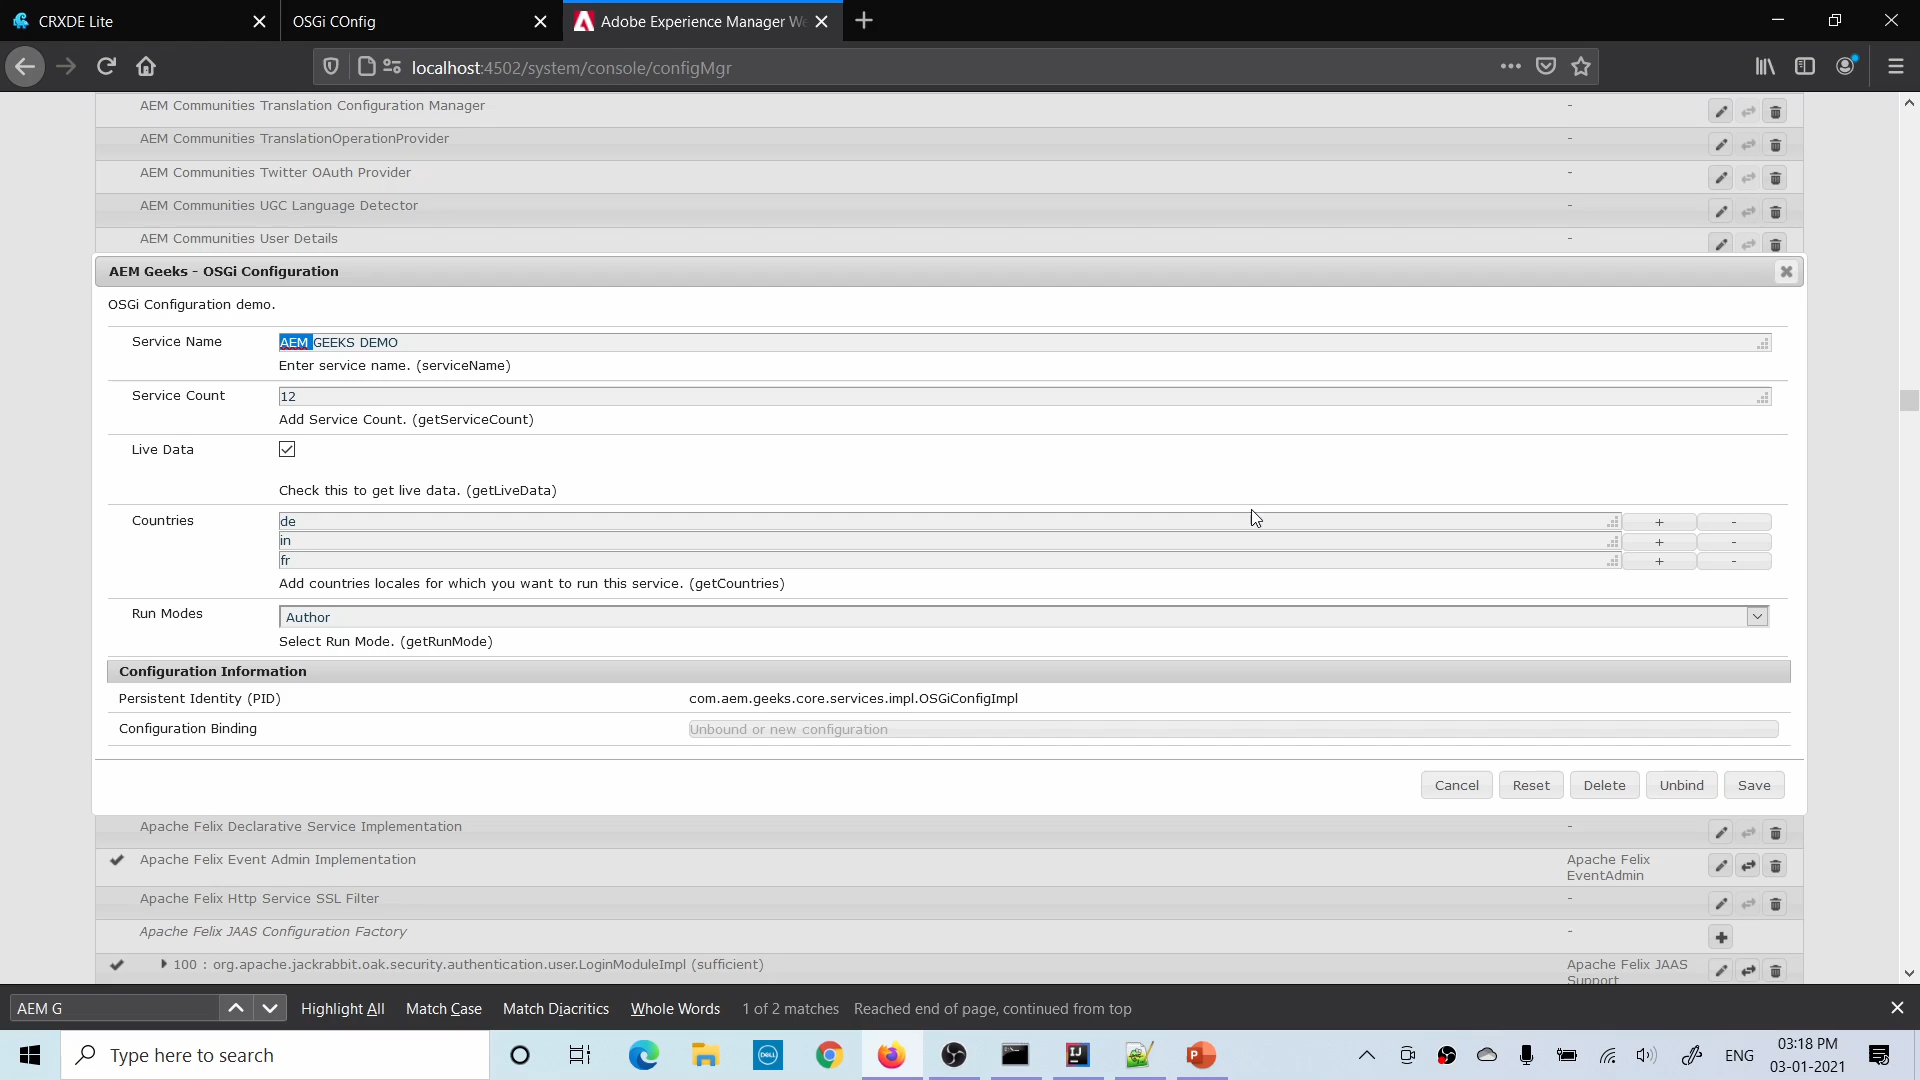 CRXDE Lite
OSGi COnfig
Adobe Experience Manager We
localhost:4502/system/console/configMgr
AEM Communities Translation Configuration Manager -
AEM Communities TranslationOperationProvider -
AEM Communities Twitter OAuth Provider -
AEM Communities UGC Language Detector -
AEM Communities User Details -
AEM Geeks - OSGi Configuration
OSGi Configuration demo.
Service Name AEM GEEKS DEMO
Enter service name. (serviceName)
Service Count 12
Add Service Count. (getServiceCount)
Live Data
Check this to get live data. (getLiveData)
Countries de + -
in + -
fr + -
Add countries locales for which you want to run this service. (getCountries)
Run Modes Author
Select Run Mode. (getRunMode)
Configuration Information
Persistent Identity (PID) com.aem.geeks.core.services.impl.OSGiConfigImpl
Configuration Binding Unbound or new configuration
Cancel Reset Delete Unbind Save
Apache Felix Declarative Service Implementation -
Apache Felix Event Admin Implementation Apache Felix
EventAdmin
Apache Felix Http Service SSL Filter -
Apache Felix JAAS Configuration Factory -
100 : org.apache.jackrabbit.oak.security.authentication.user.LoginModuleImpl (sufficient) Apache Felix JAAS
Support
AEM G Highlight All Match Case Match Diacritics Whole Words 1 of 2 matches Reached end of page, continued from top
Type here to search
DELL
IJ
P
ENG
03:18 PM
03-01-2021